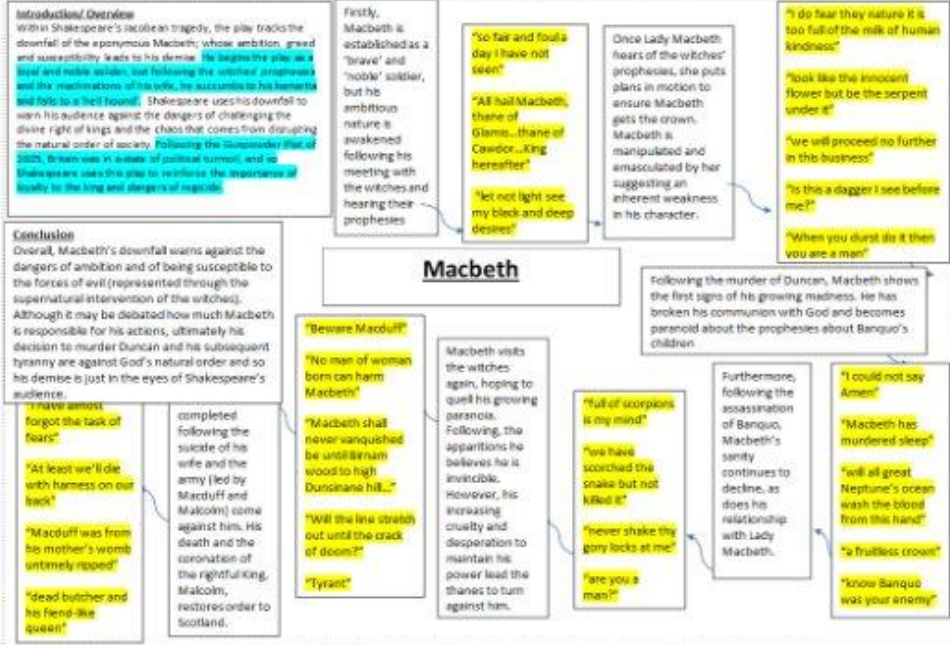 Introduction/ Overview
Within Shakespeare's Jacobean tragedy, the play tracks the
downfall of the eponymous Macbeth; whose ambition, greed
and susceptibility leads to his demise. He begins the play as a
loyal and noble soldier, but following the witches' prophesies
and the machinations of his wife, he succumbs to his hamartia
and falls to a 'hell hound'. Shakespeare uses his downfall to
warn his audience against the dangers of challenging the
divine right of kings and the chaos that comes from disrupting
the natural order of society. Following the Gunpowder Plot of
1605, Britain was in a state of political turmoil, and so
Shakespeare uses this play to reinforce the importance of
loyalty to the king and dangers of regicide.
Firstly,
Macbeth is
established as a
'brave' and
'noble' soldier,
but his
ambitious
nature is
awakened
following his
meeting with
the witches and
hearing their
prophesies
"so fair and foul a
day I have not
seen"
"All hail Macbeth,
thane of
Glamis...thane of
Cawdor...King
hereafter"
"let not light see
my black and deep
desires"
Once Lady Macbeth
hears of the witches'
prophesies, she puts
plans in motion to
ensure Macbeth
gets the crown.
Macbeth is
manipulated and
emasculated by her
suggesting an
inherent weakness
in his character.
"I do fear they nature it is
too full of the milk of human
kindness"
"look like the innocent
flower but be the serpent
under it"
"we will proceed no further
in this business"
"Is this a dagger I see before
me?"
"When you durst do it then
you are a man"
Following the murder of Duncan, Macbeth shows
the first signs of his growing madness. He has
broken his communion with God and becomes
paranoid about the prophesies about Banquo's
children
"I could not say
Amen"
"Macbeth has
murdered sleep"
"will all great
Neptune's ocean
wash the blood
from this hand"
"a fruitless crown"
"know Banquo
was your enemy"
Furthermore,
following the
assassination
of Banquo,
Macbeth's
sanity
continues to
decline, as
does his
relationship
with Lady
Macbeth.
"full of scorpions
is my mind"
"we have
scorched the
snake but not
killed it"
"never shake thy
gory locks at me"
"are you a
man?"
Macbeth visits
the witches
again, hoping to
quell his growing
paranoia.
Following, the
apparitions he
believes he is
invincible.
However, his
increasing
cruelty and
desperation to
maintain his
power lead the
thanes to turn
against him.
"Beware Macduff"
"No man of woman
born can harm
Macbeth"
"Macbeth shall
never vanquished
be until Birnam
wood to high
Dunsinane hill..."
"Will the line stretch
out until the crack
of doom?"
"Tyrant"
completed
following the
suicide of his
wife and the
army (led by
Macduff and
Malcolm) come
against him. His
death and the
coronation of
the rightful King,
Malcolm,
restores order to
Scotland.
"I have almost
forgot the task of
fears"
"At least we'll die
with harness on our
back"
"Macduff was from
his mother's womb
untimely ripped"
"dead butcher and
his fiend-like
queen"
Conclusion
Overall, Macbeth's downfall warns against the
dangers of ambition and of being susceptible to
the forces of evil (represented through the
supernatural intervention of the witches).
Although it may be debated how much Macbeth
is responsible for his actions, ultimately his
decision to murder Duncan and his subsequent
tyranny are against God's natural order and so
his demise is just in the eyes of Shakespeare's
audience.
Macbeth